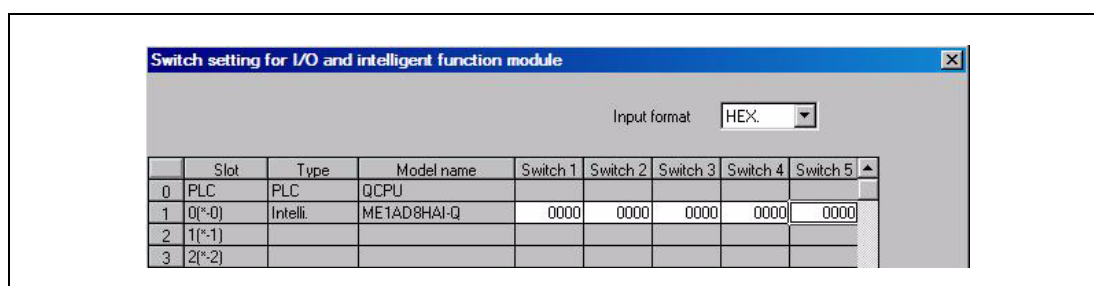 Switch setting for I/O and intelligent function module
Input format HEX.
Slot Type Model name Switch 1 Switch 2 Switch 3 Switch 4 Switch 5
0 PLC PLC QCPU
1 0(*-0) Intelli. ME1AD8HAI-Q 0000 0000 0000 0000 0000
2 1(*-1)
3 2(*-2)